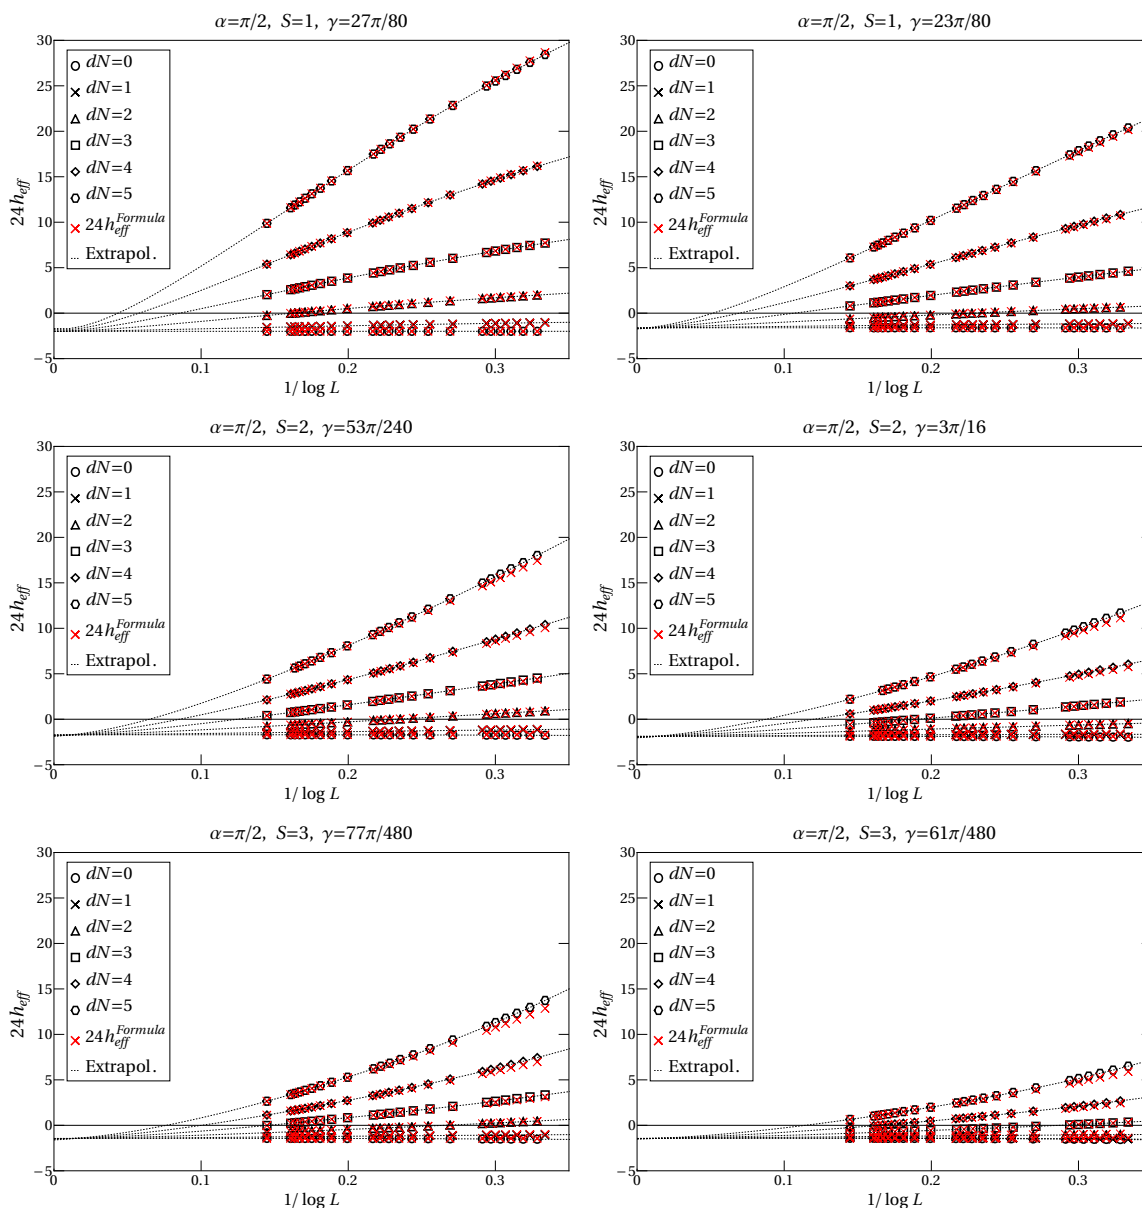 α=π/2, S=1, γ=27π/80
30
25
20
15
10
5
0
−5
24h_eff
dN=0
dN=1
dN=2
dN=3
dN=4
dN=5
24h_eff^Formula
Extrapol.
0 0.1 0.2 0.3
1/ log L
α=π/2, S=1, γ=23π/80
30
25
20
15
10
5
0
−5
24h_eff
dN=0
dN=1
dN=2
dN=3
dN=4
dN=5
24h_eff^Formula
Extrapol.
0 0.1 0.2 0.3
1/ log L
α=π/2, S=2, γ=53π/240
30
25
20
15
10
5
0
−5
24h_eff
dN=0
dN=1
dN=2
dN=3
dN=4
dN=5
24h_eff^Formula
Extrapol.
0 0.1 0.2 0.3
1/ log L
α=π/2, S=2, γ=3π/16
30
25
20
15
10
5
0
−5
24h_eff
dN=0
dN=1
dN=2
dN=3
dN=4
dN=5
24h_eff^Formula
Extrapol.
0 0.1 0.2 0.3
1/ log L
α=π/2, S=3, γ=77π/480
30
25
20
15
10
5
0
−5
24h_eff
dN=0
dN=1
dN=2
dN=3
dN=4
dN=5
24h_eff^Formula
Extrapol.
0 0.1 0.2 0.3
1/ log L
α=π/2, S=3, γ=61π/480
30
25
20
15
10
5
0
−5
24h_eff
dN=0
dN=1
dN=2
dN=3
dN=4
dN=5
24h_eff^Formula
Extrapol.
0 0.1 0.2 0.3
1/ log L